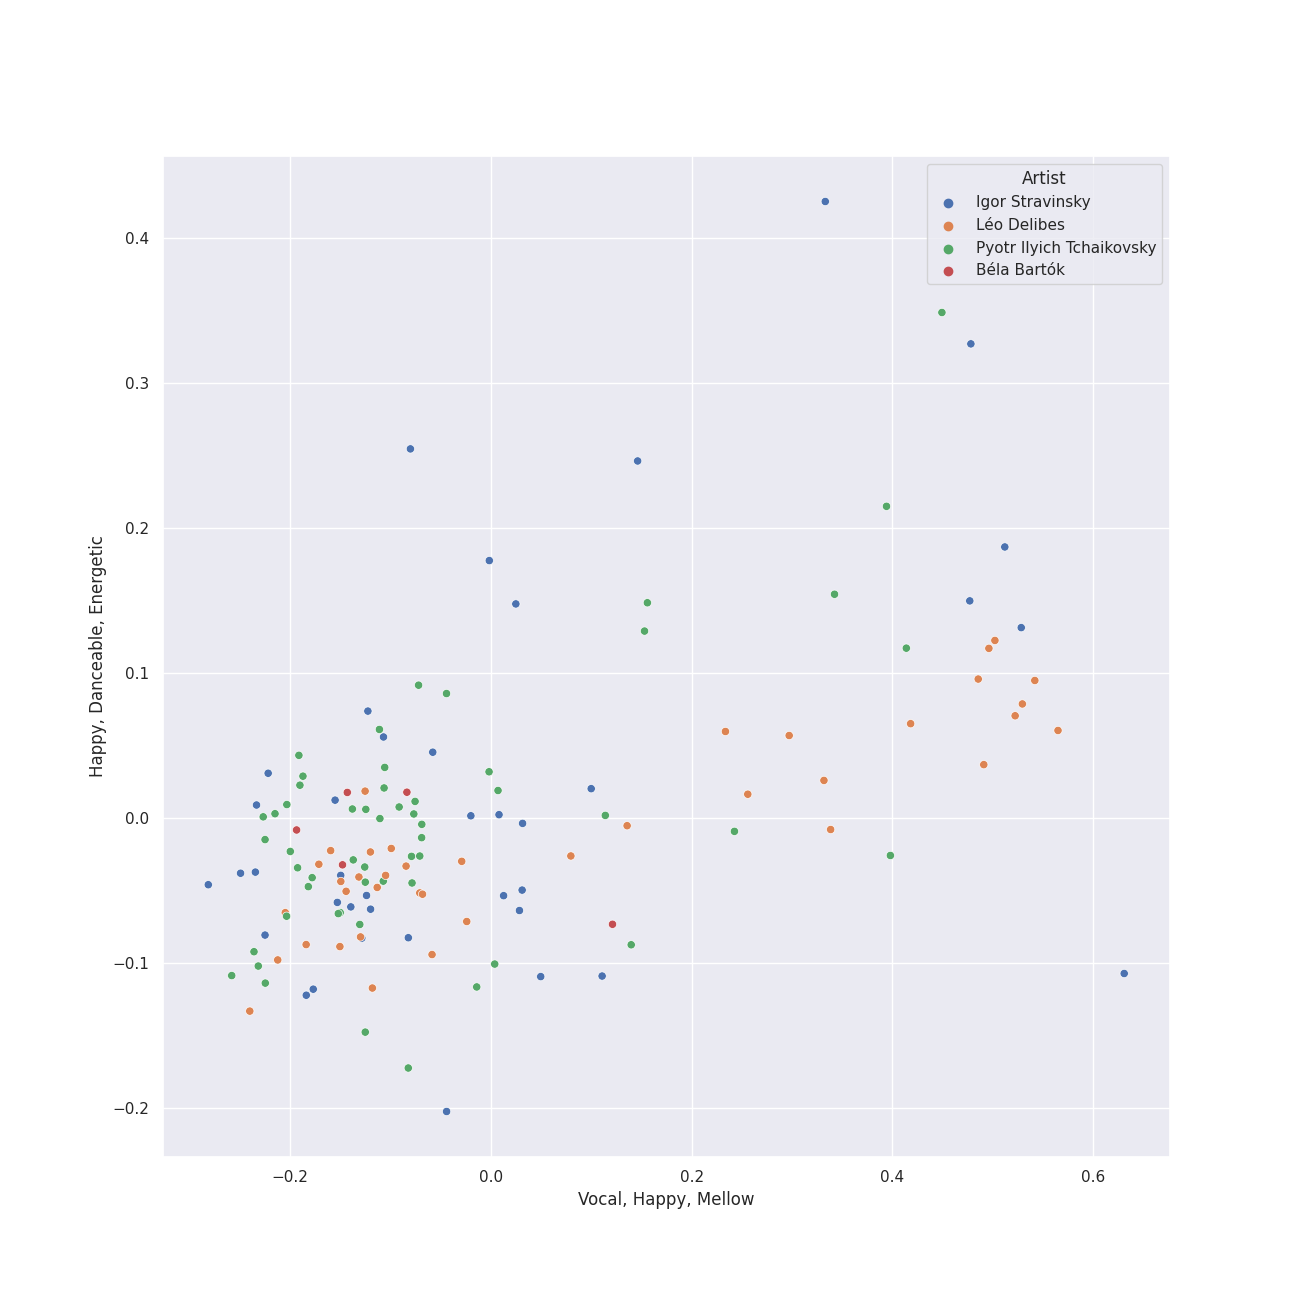 Artist
Igor Stravinsky
Léo Delibes
Pyotr Ilyich Tchaikovsky
Béla Bartók
0.4
0.3
0.2
0.1
0.0
−0.1
−0.2
Happy, Danceable, Energetic
−0.2
0.0
0.2
0.4
0.6
Vocal, Happy, Mellow